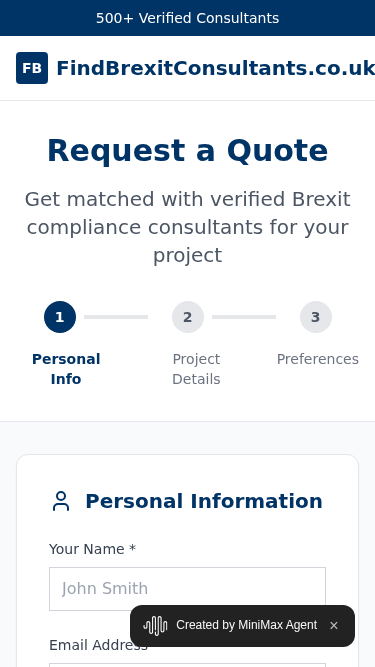 500+ Verified Consultants
FB FindBrexitConsultants.co.uk
Request a Quote
Get matched with verified Brexit
compliance consultants for your
project
1 2 3
Personal Info
Project Details
Preferences
Personal Information
Your Name *
John Smith
Created by MiniMax Agent ×
Email Address